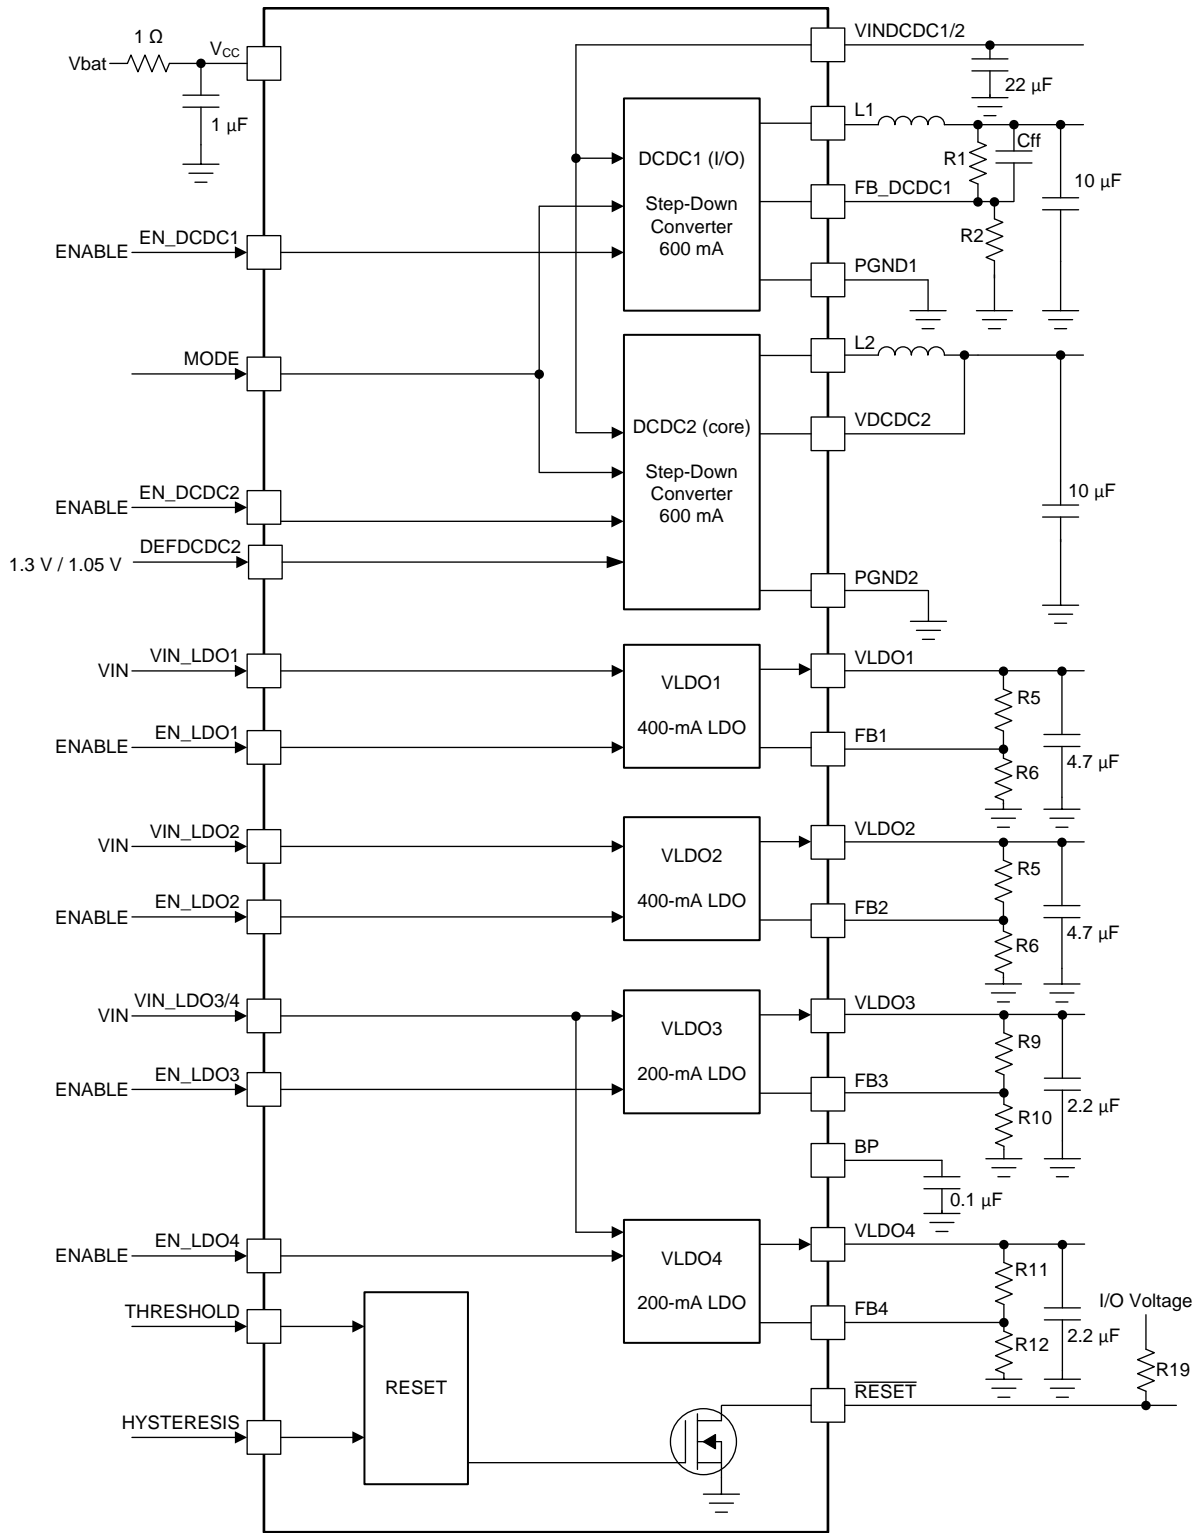 1 Ω
Vbat
VCC
1 µF
VINDCDC1/2
22 µF
L1
Cff
R1
10 µF
DCDC1 (I/O)
Step-Down
Converter
600 mA
FB_DCDC1
R2
ENABLE
EN_DCDC1
PGND1
MODE
L2
DCDC2 (core)
Step-Down
Converter
600 mA
VDCDC2
10 µF
ENABLE
EN_DCDC2
1.3 V / 1.05 V
DEFDCDC2
PGND2
VIN
VIN_LDO1
VLDO1
400-mA LDO
VLDO1
R5
ENABLE
EN_LDO1
FB1
R6
4.7 µF
VIN
VIN_LDO2
VLDO2
400-mA LDO
VLDO2
R5
ENABLE
EN_LDO2
FB2
R6
4.7 µF
VIN
VIN_LDO3/4
VLDO3
200-mA LDO
VLDO3
R9
ENABLE
EN_LDO3
FB3
R10
2.2 µF
BP
0.1 µF
ENABLE
EN_LDO4
VLDO4
200-mA LDO
VLDO4
R11
I/O Voltage
THRESHOLD
FB4
R12
2.2 µF
R19
RESET
RESET
HYSTERESIS